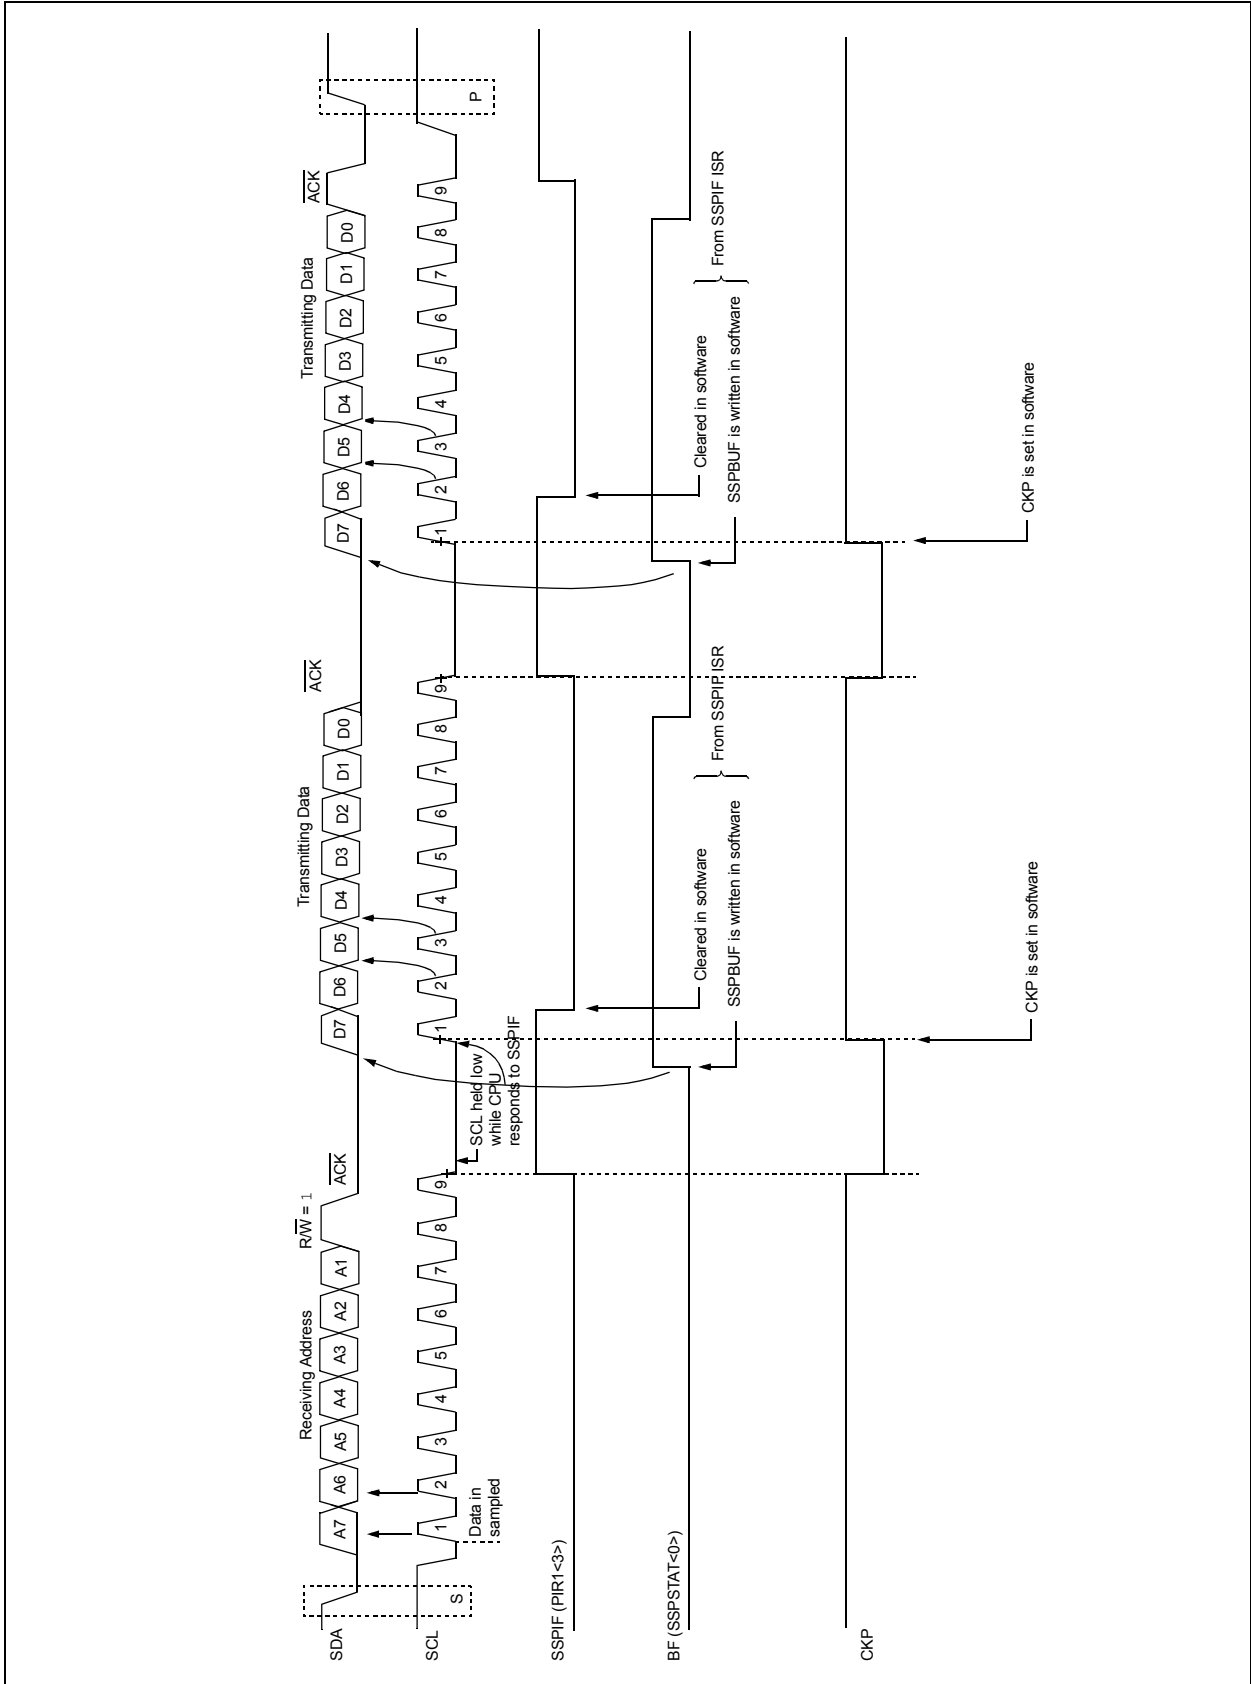 Receiving Address
R/W = 1
ACK
Transmitting Data
ACK
Transmitting Data
ACK
SDA
A7
A6
A5
A4
A3
A2
A1
D7
D6
D5
D4
D3
D2
D1
D0
D7
D6
D5
D4
D3
D2
D1
D0
SCL
1
2
3
4
5
6
7
8
9
1
2
3
4
5
6
7
8
9
1
2
3
4
5
6
7
8
9
S
Data in
sampled
SCL held low
while CPU
responds to SSPIF
P
SSPIF (PIR1<3>)
BF (SSPSTAT<0>)
Cleared in software
SSPBUF is written in software
From SSPIF ISR
Cleared in software
SSPBUF is written in software
From SSPIF ISR
CKP
CKP is set in software
CKP is set in software